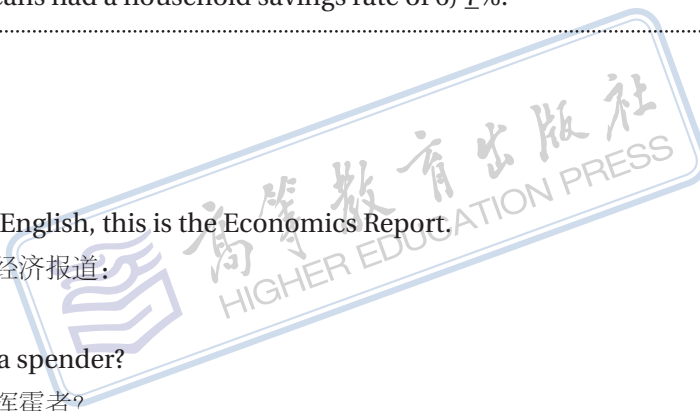 cans had a household savings rate of 6) 7%.
English, this is the Economics Report.
经济报道：
a spender?
挥霍者?
高等教育出版社
HIGHER EDUCATION PRESS